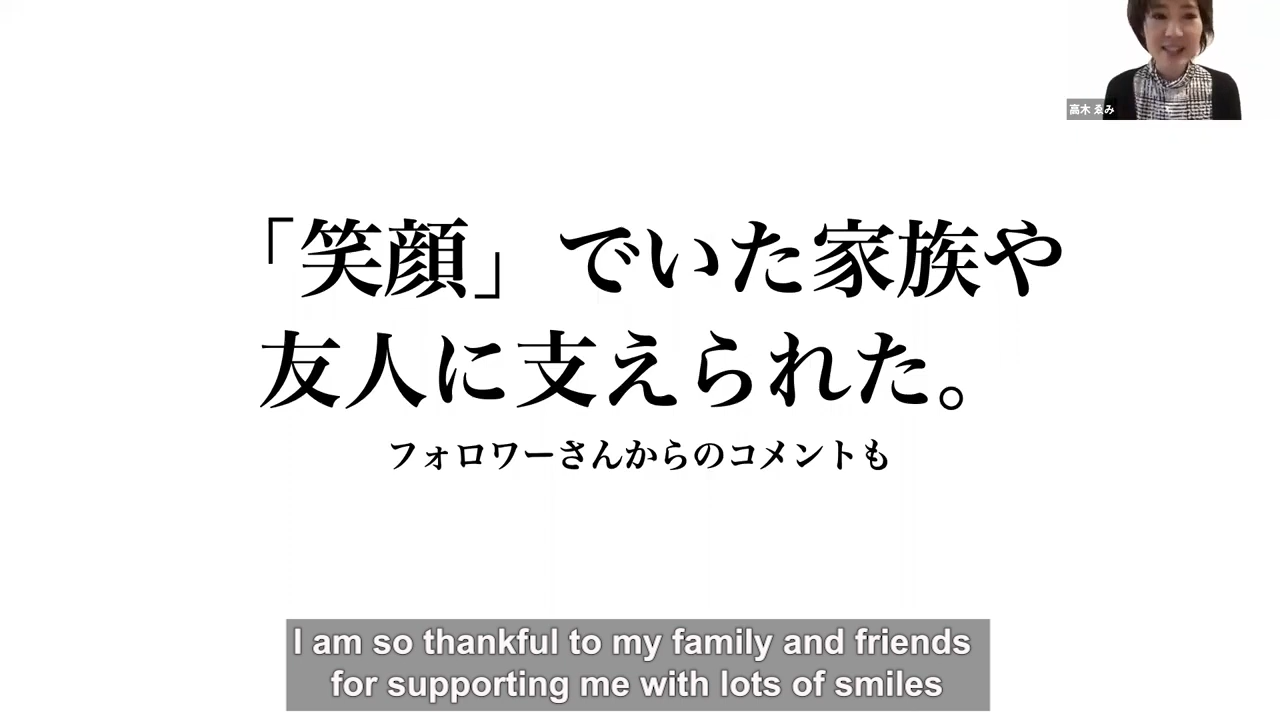 高木 ゑみ
「笑顔」でいた家族や
友人に支えられた。
フォロワーさんからのコメントも
I am so thankful to my family and friends
for supporting me with lots of smiles